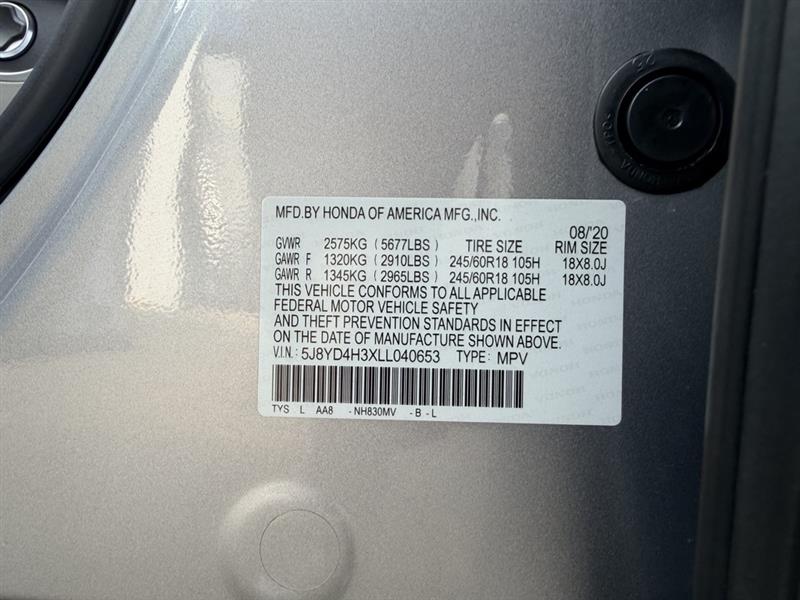 MFD.BY HONDA OF AMERICA MFG.,INC.
08/'20
GVWR 2575KG (5677LBS) TIRE SIZE RIM SIZE
GAWR F 1320KG (2910LBS) 245/60R18 105H 18X8.0J
GAWR R 1345KG (2965LBS) 245/60R18 105H 18X8.0J
THIS VEHICLE CONFORMS TO ALL APPLICABLE
FEDERAL MOTOR VEHICLE SAFETY
AND THEFT PREVENTION STANDARDS IN EFFECT
ON THE DATE OF MANUFACTURE SHOWN ABOVE.
V.I.N.: 5J8YD4H3XLL040653 TYPE: MPV
TYS L AA8 -NH830MV -B-L